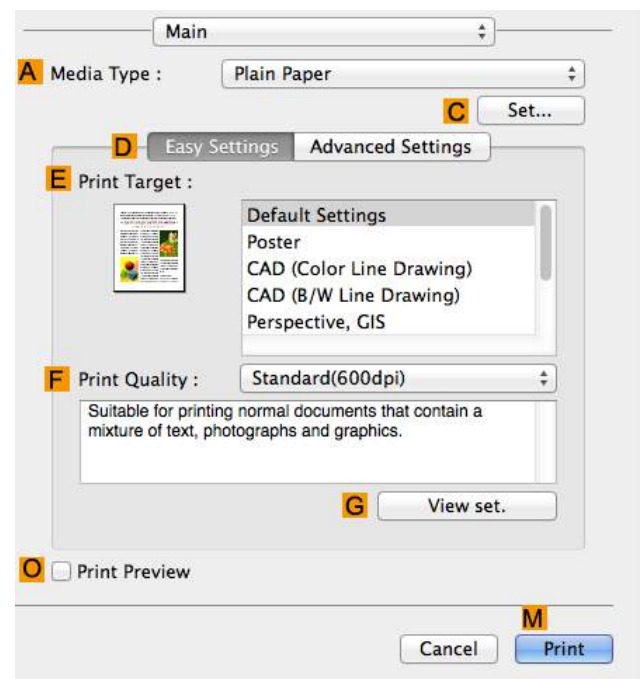 Main
A Media Type : Plain Paper
C Set...
D Easy Settings Advanced Settings
E Print Target :
Default Settings
Poster
CAD (Color Line Drawing)
CAD (B/W Line Drawing)
Perspective, GIS
F Print Quality : Standard(600dpi)
Suitable for printing normal documents that contain a
mixture of text, photographs and graphics.
G View set.
O Print Preview
M
Cancel Print